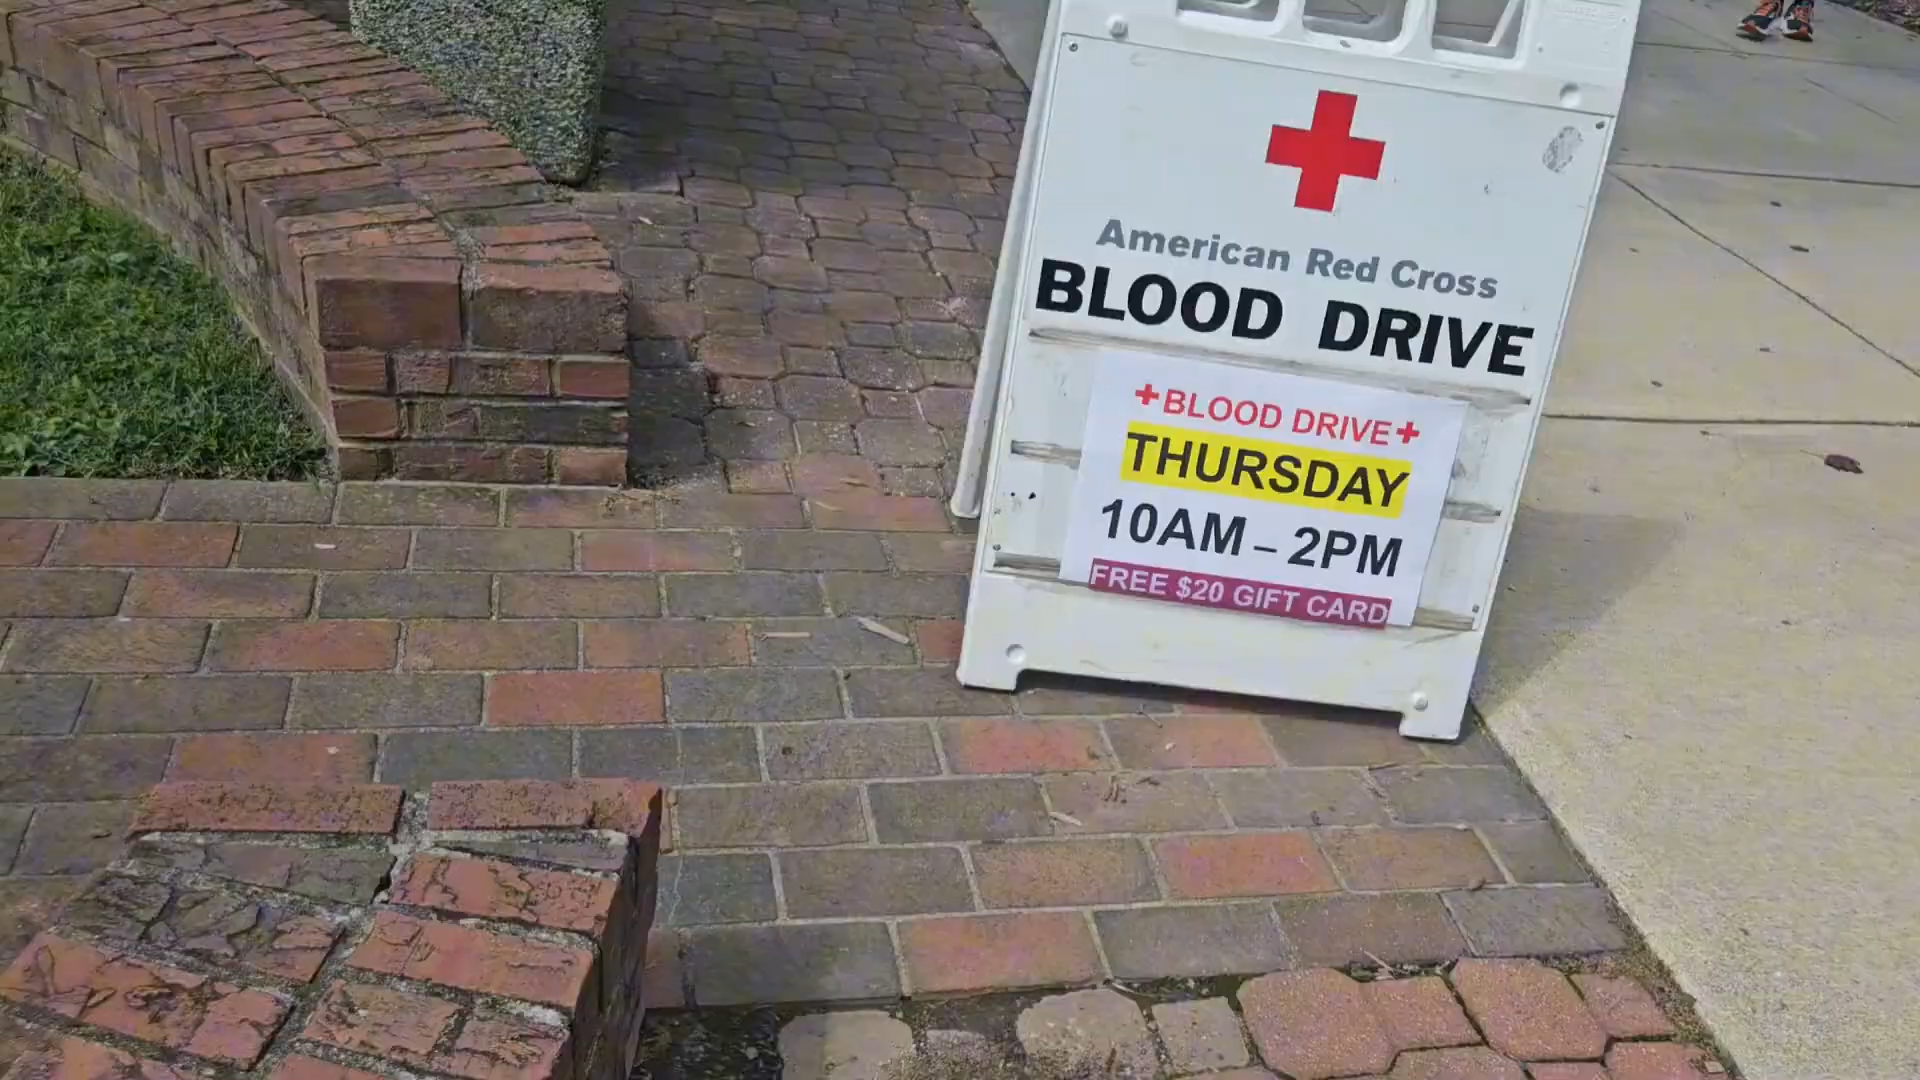 American Red Cross
BLOOD DRIVE
+BLOOD DRIVE+
THURSDAY
10AM – 2PM
FREE $20 GIFT CARD